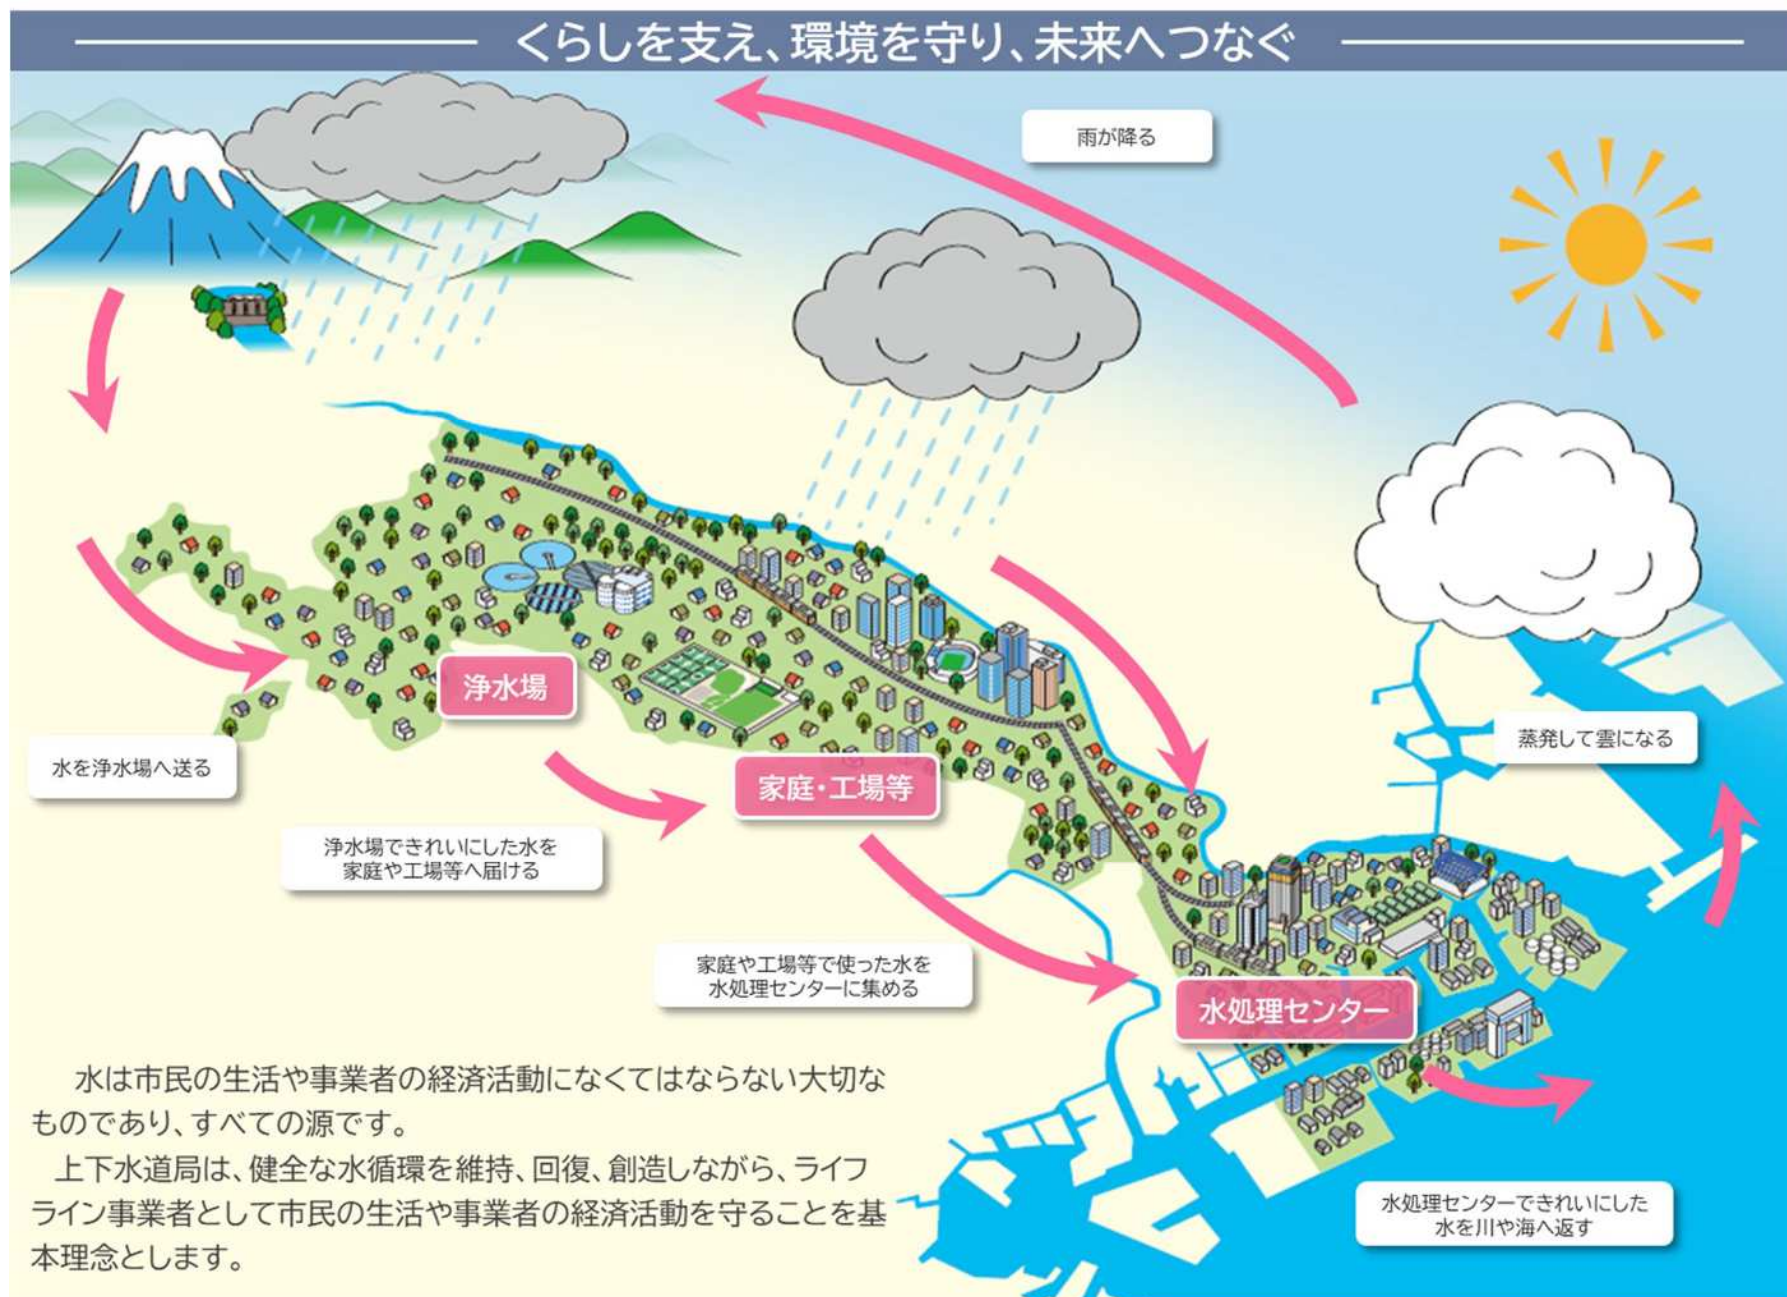 くらしを支え、環境を守り、未来へつなぐ
雨が降る
浄水場
水を浄水場へ送る
蒸発して雲になる
家庭・工場等
浄水場できれいにした水を
家庭や工場等へ届ける
家庭や工場等で使った水を
水処理センターに集める
水処理センター
水は市民の生活や事業者の経済活動になくてはならない大切な
ものであり、すべての源です。
上下水道局は、健全な水循環を維持、回復、創造しながら、ライフ
ライン事業者として市民の生活や事業者の経済活動を守ることを基
本理念とします。
水処理センターできれいにした
水を川や海へ返す